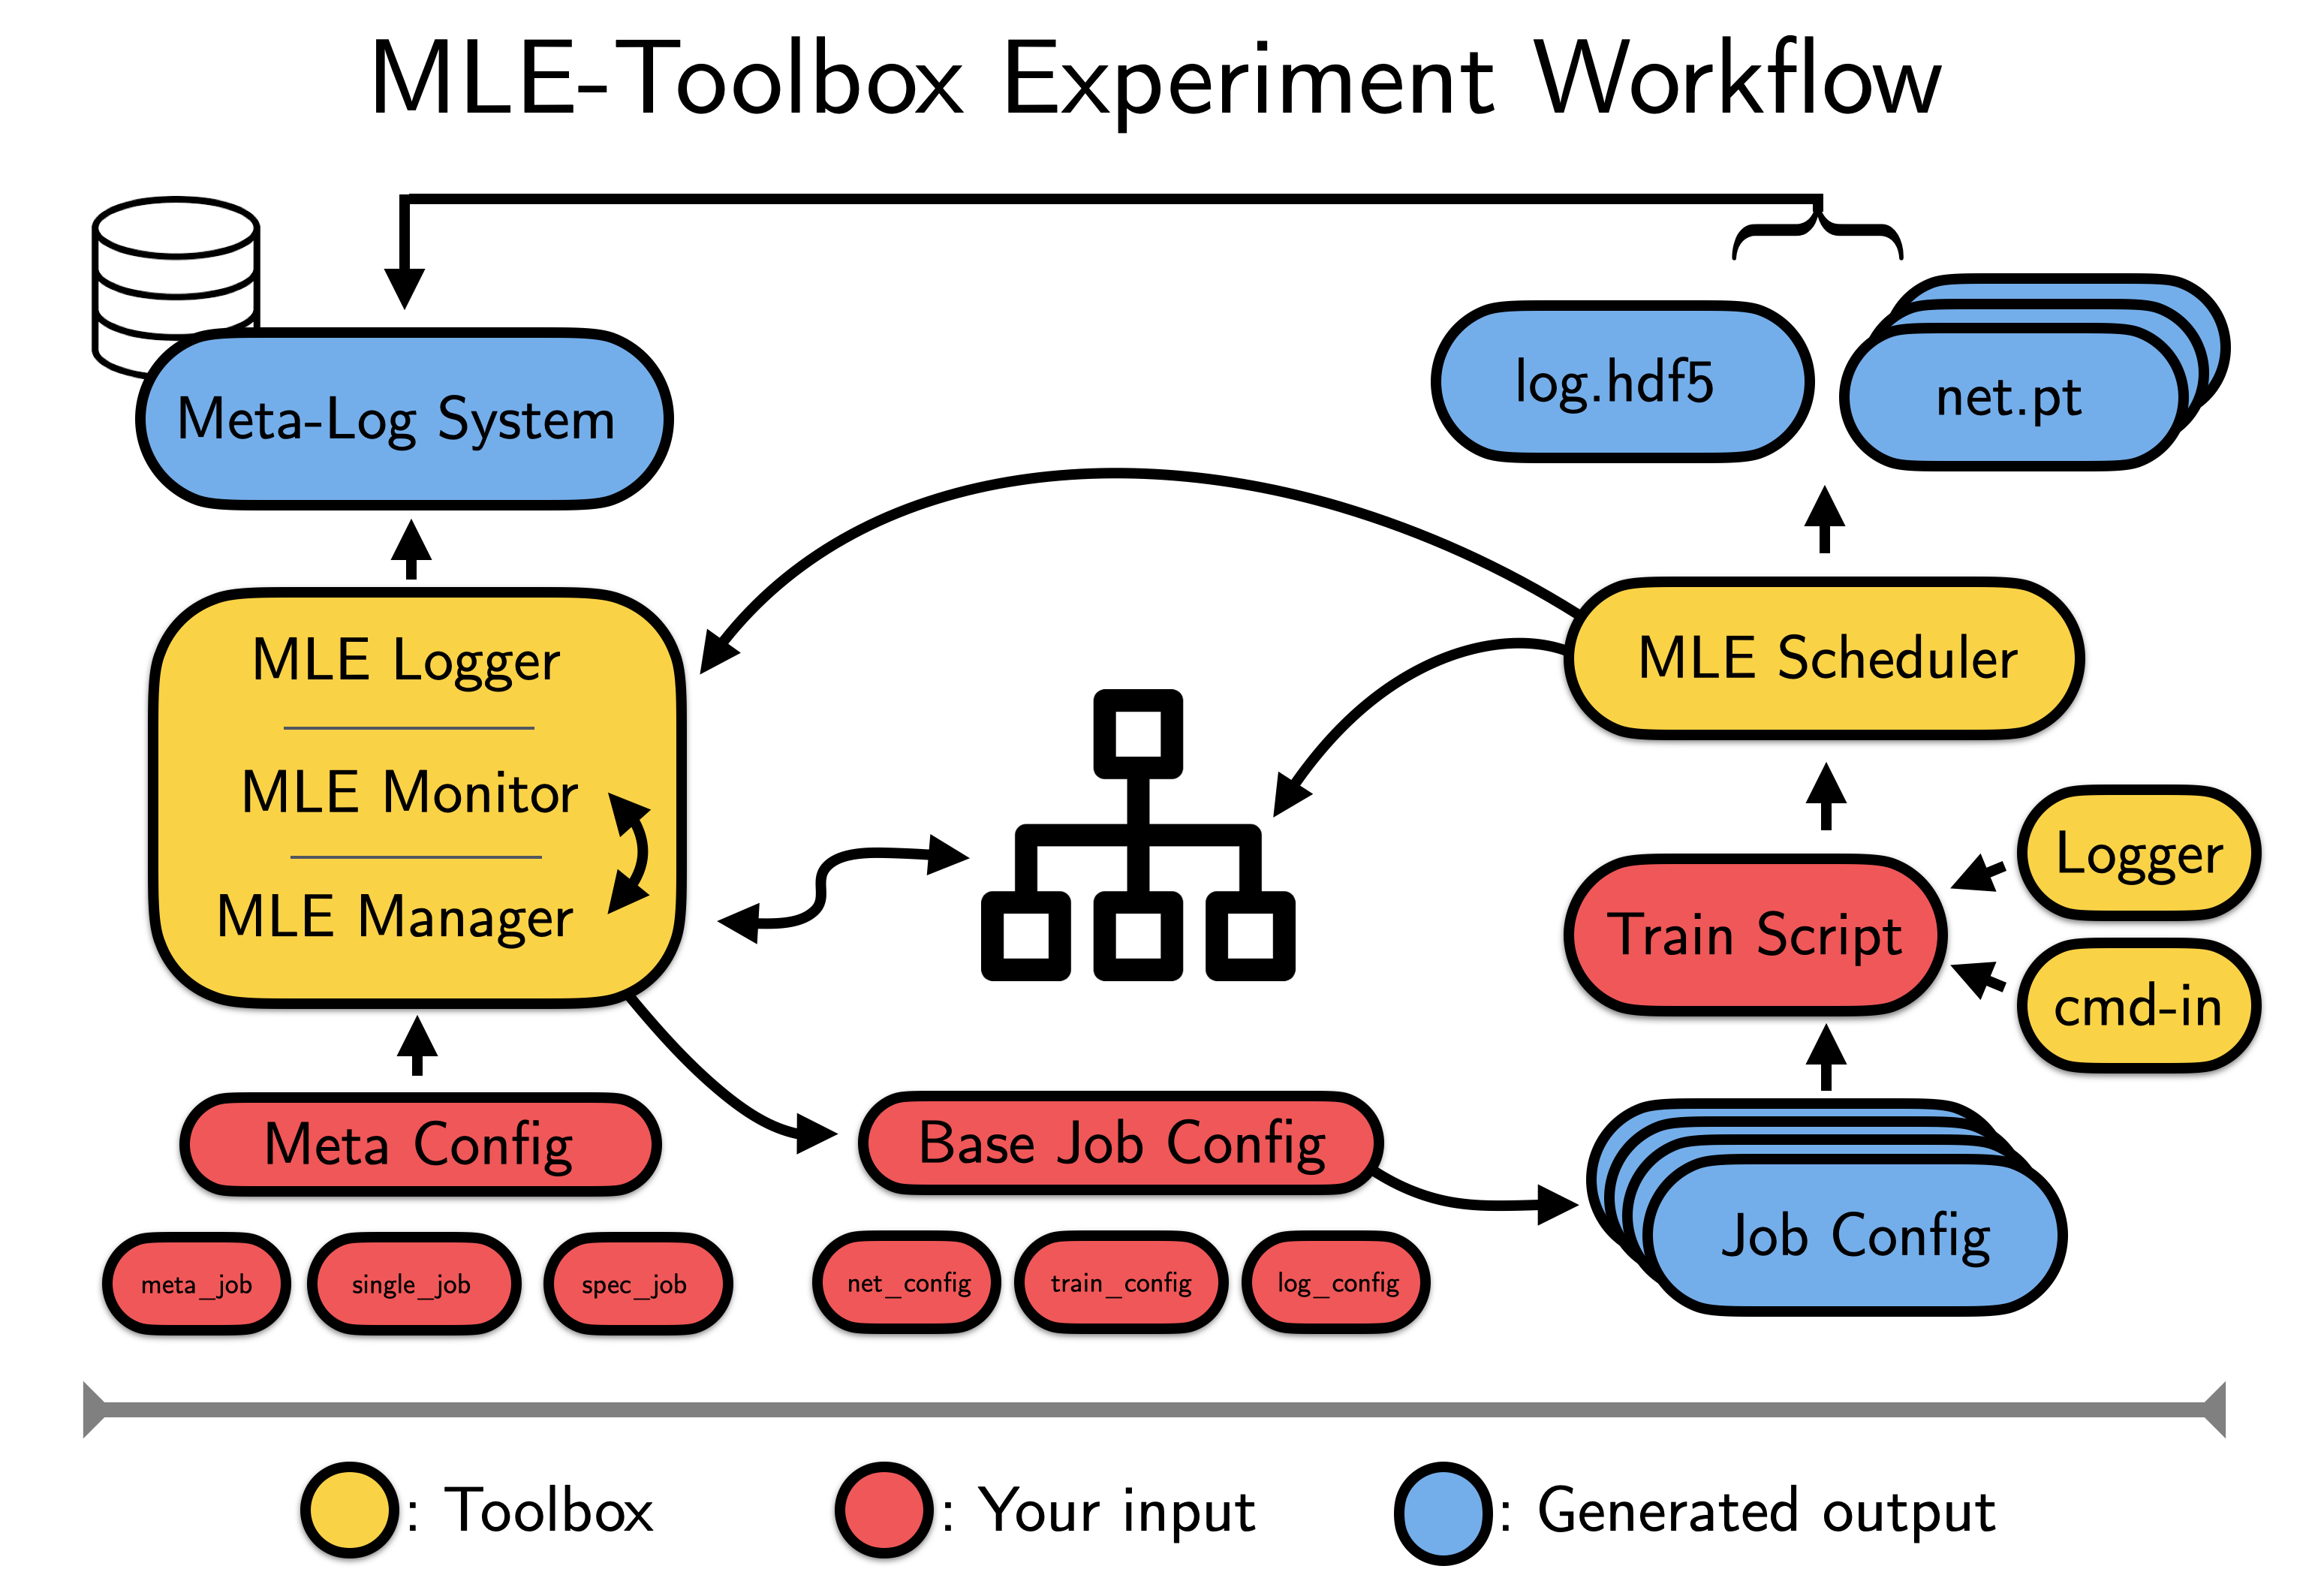 MLE-Toolbox Experiment Workflow
Meta-Log System
log.hdf5
net.pt
MLE Logger
MLE Monitor
MLE Manager
MLE Scheduler
Train Script
Logger
cmd-in
Meta Config
meta_job
single_job
spec_job
Base Job Config
net_config
train_config
log_config
Job Config
: Toolbox
: Your input
: Generated output